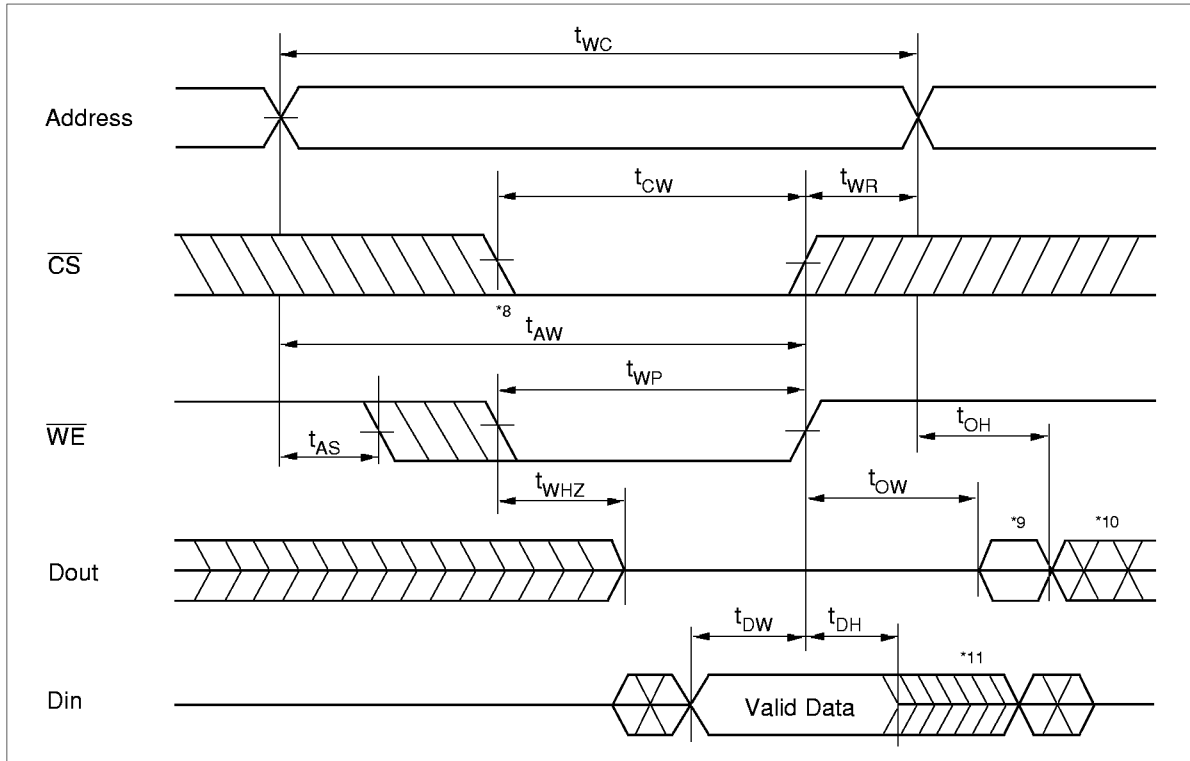 tWC
Address
tCW
tWR
CS
*8
tAW
tWP
WE
tAS
tOH
tWHZ
tOW
*9
*10
Dout
tDW
tDH
*11
Din
Valid Data